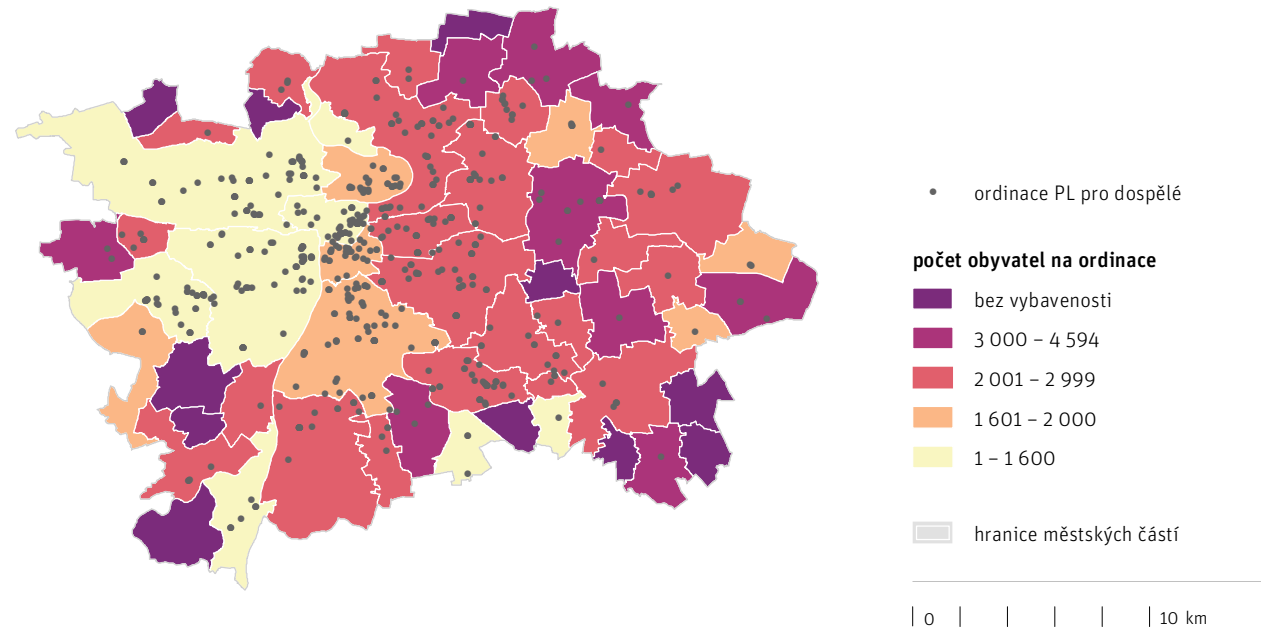 ordinace PL pro dospělé
počet obyvatel na ordinace
bez vybavenosti
3 000 – 4 594
2 001 – 2 999
1 601 – 2 000
1 – 1 600
hranice městských částí
0 10 km